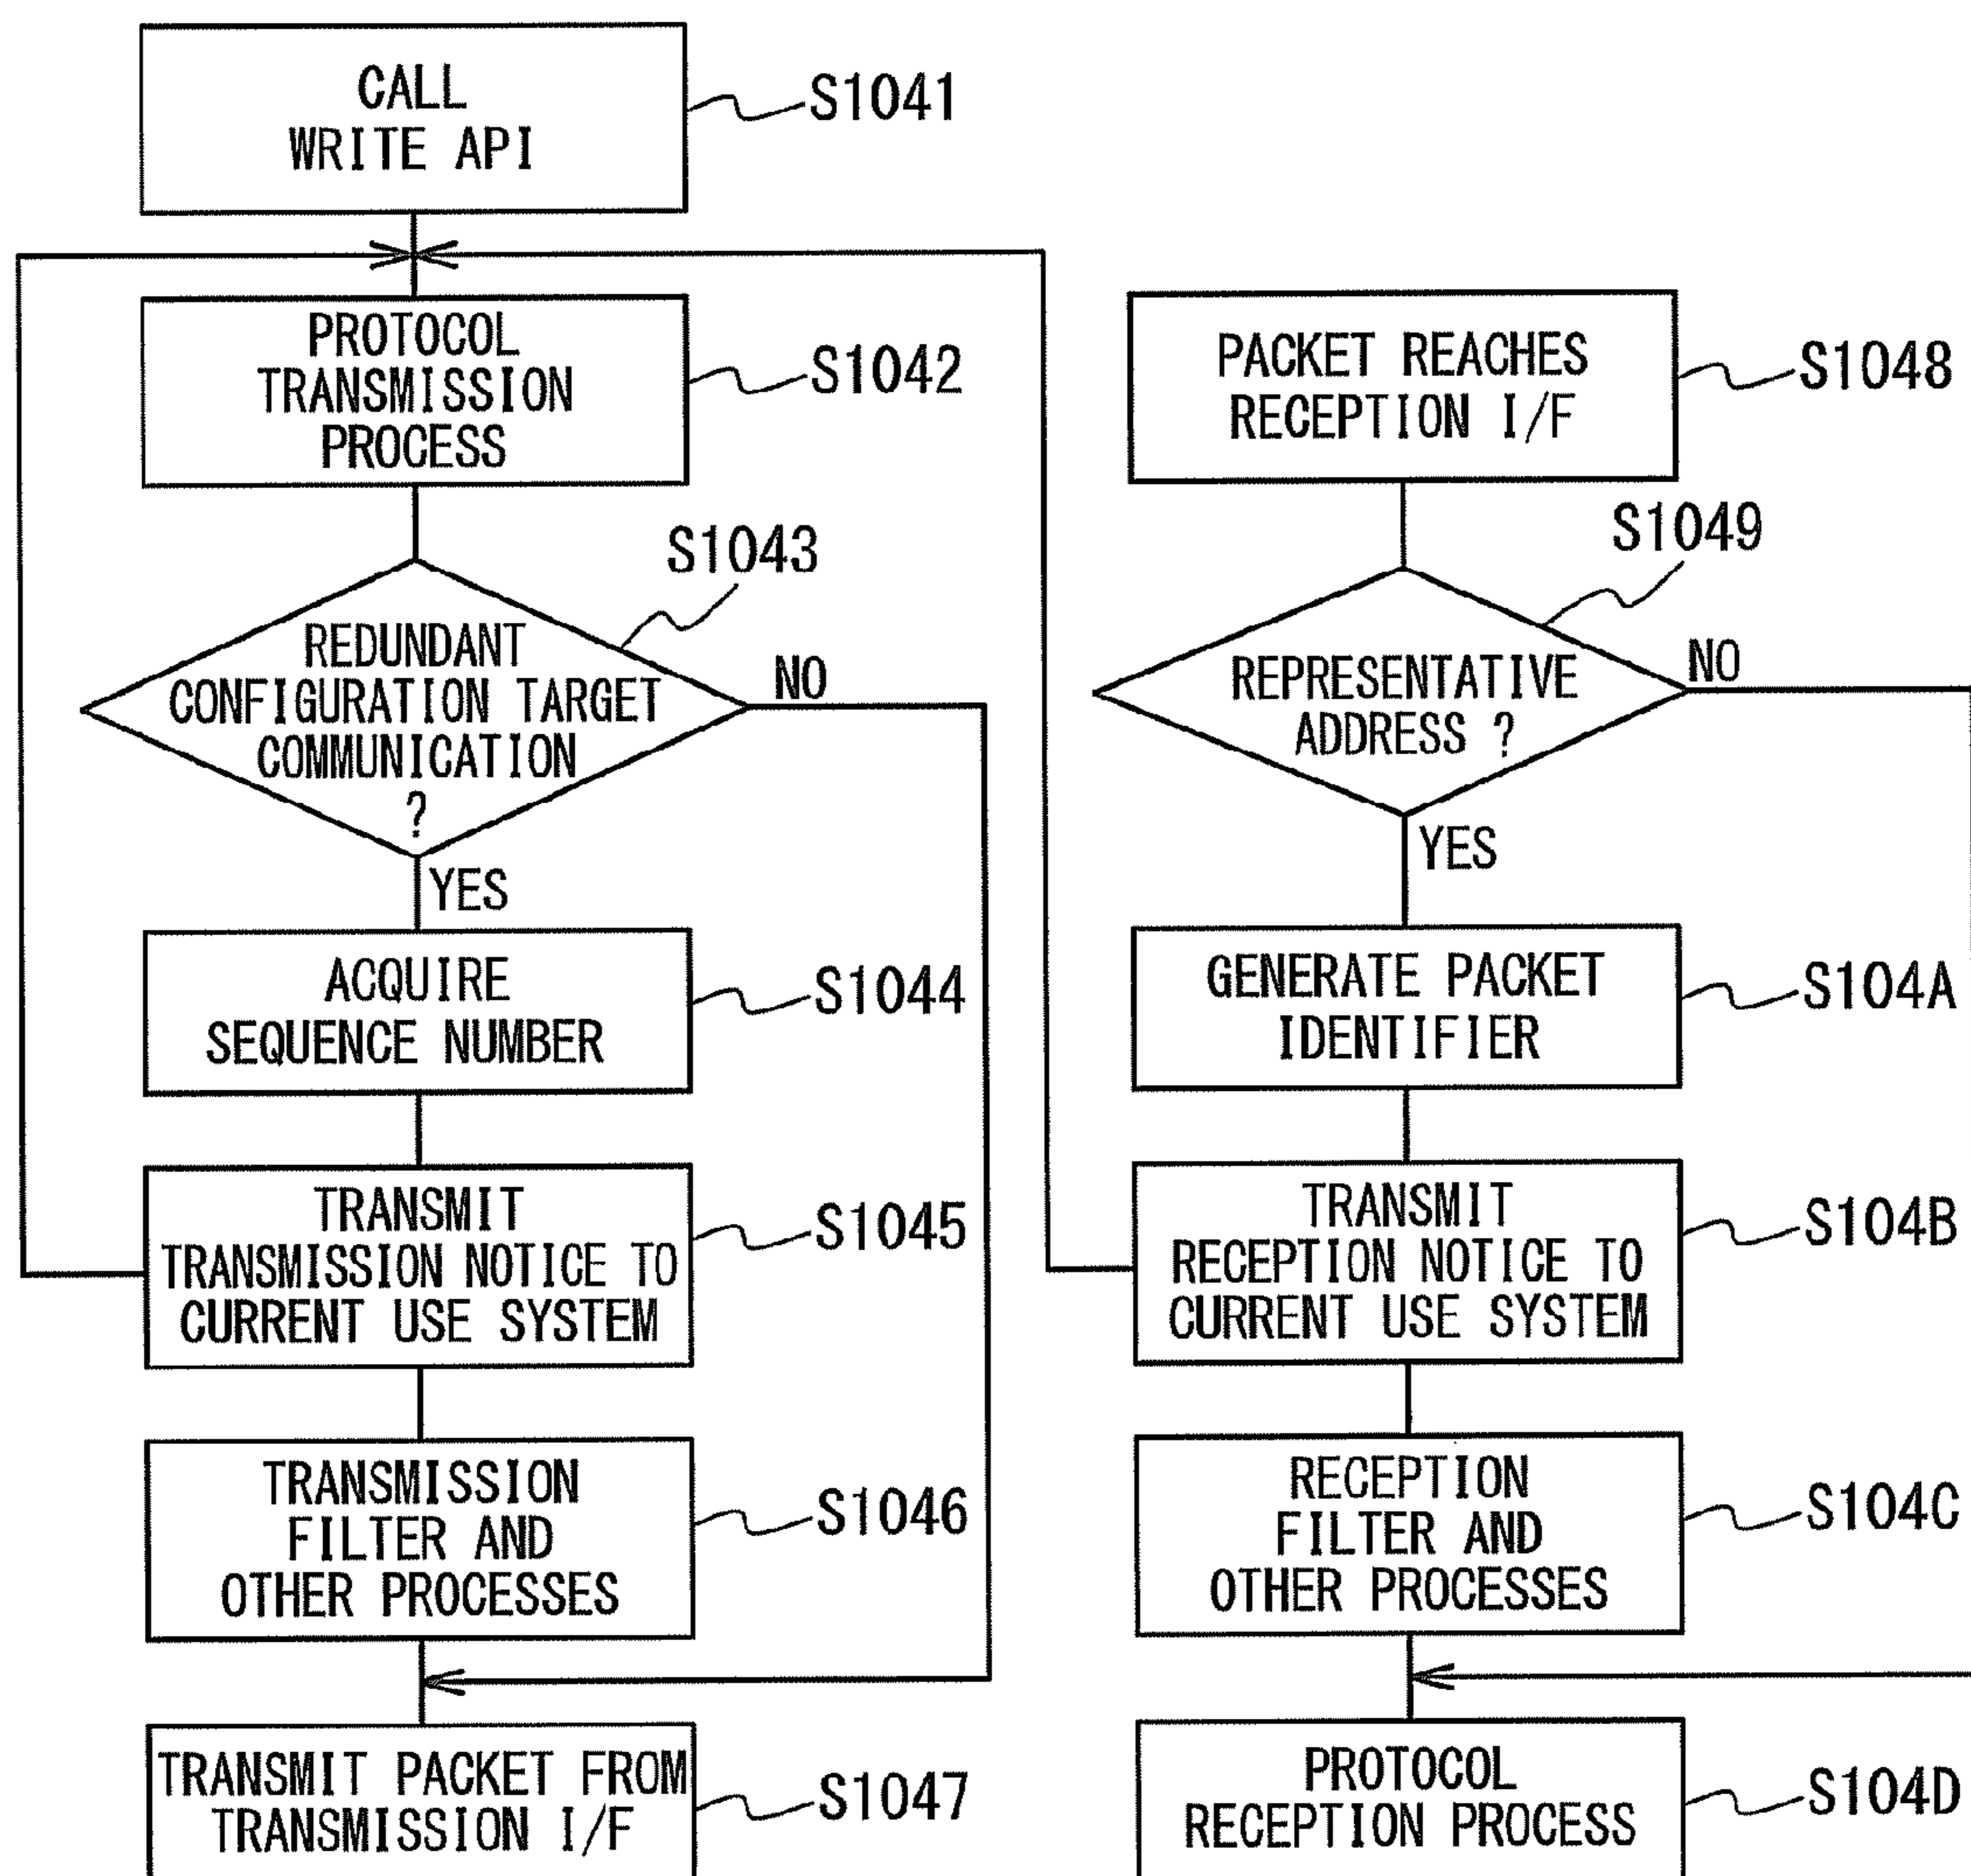 CALL
WRITE API
S1041
PROTOCOL
TRANSMISSION
PROCESS
S1042
S1043
REDUNDANT
CONFIGURATION TARGET
COMMUNICATION
?
NO
YES
ACQUIRE
SEQUENCE NUMBER
S1044
TRANSMIT
TRANSMISSION NOTICE TO
CURRENT USE SYSTEM
S1045
TRANSMISSION
FILTER AND
OTHER PROCESSES
S1046
TRANSMIT PACKET FROM
TRANSMISSION I/F
S1047
PACKET REACHES
RECEPTION I/F
S1048
S1049
REPRESENTATIVE
ADDRESS ?
NO
YES
GENERATE PACKET
IDENTIFIER
S104A
TRANSMIT
RECEPTION NOTICE TO
CURRENT USE SYSTEM
S104B
RECEPTION
FILTER AND
OTHER PROCESSES
S104C
PROTOCOL
RECEPTION PROCESS
S104D